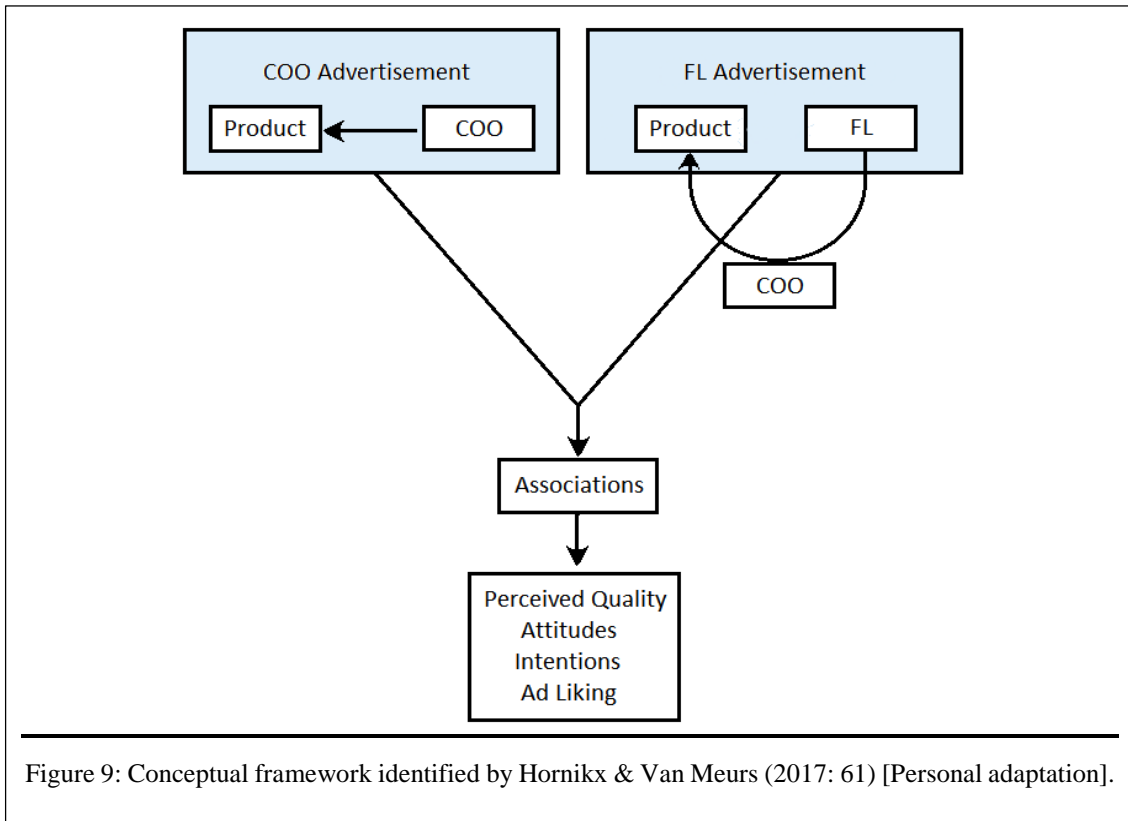 COO Advertisement
Product
COO
FL Advertisement
Product
FL
COO
Associations
Perceived Quality
Attitudes
Intentions
Ad Liking
Figure 9: Conceptual framework identified by Hornikx & Van Meurs (2017: 61) [Personal adaptation].